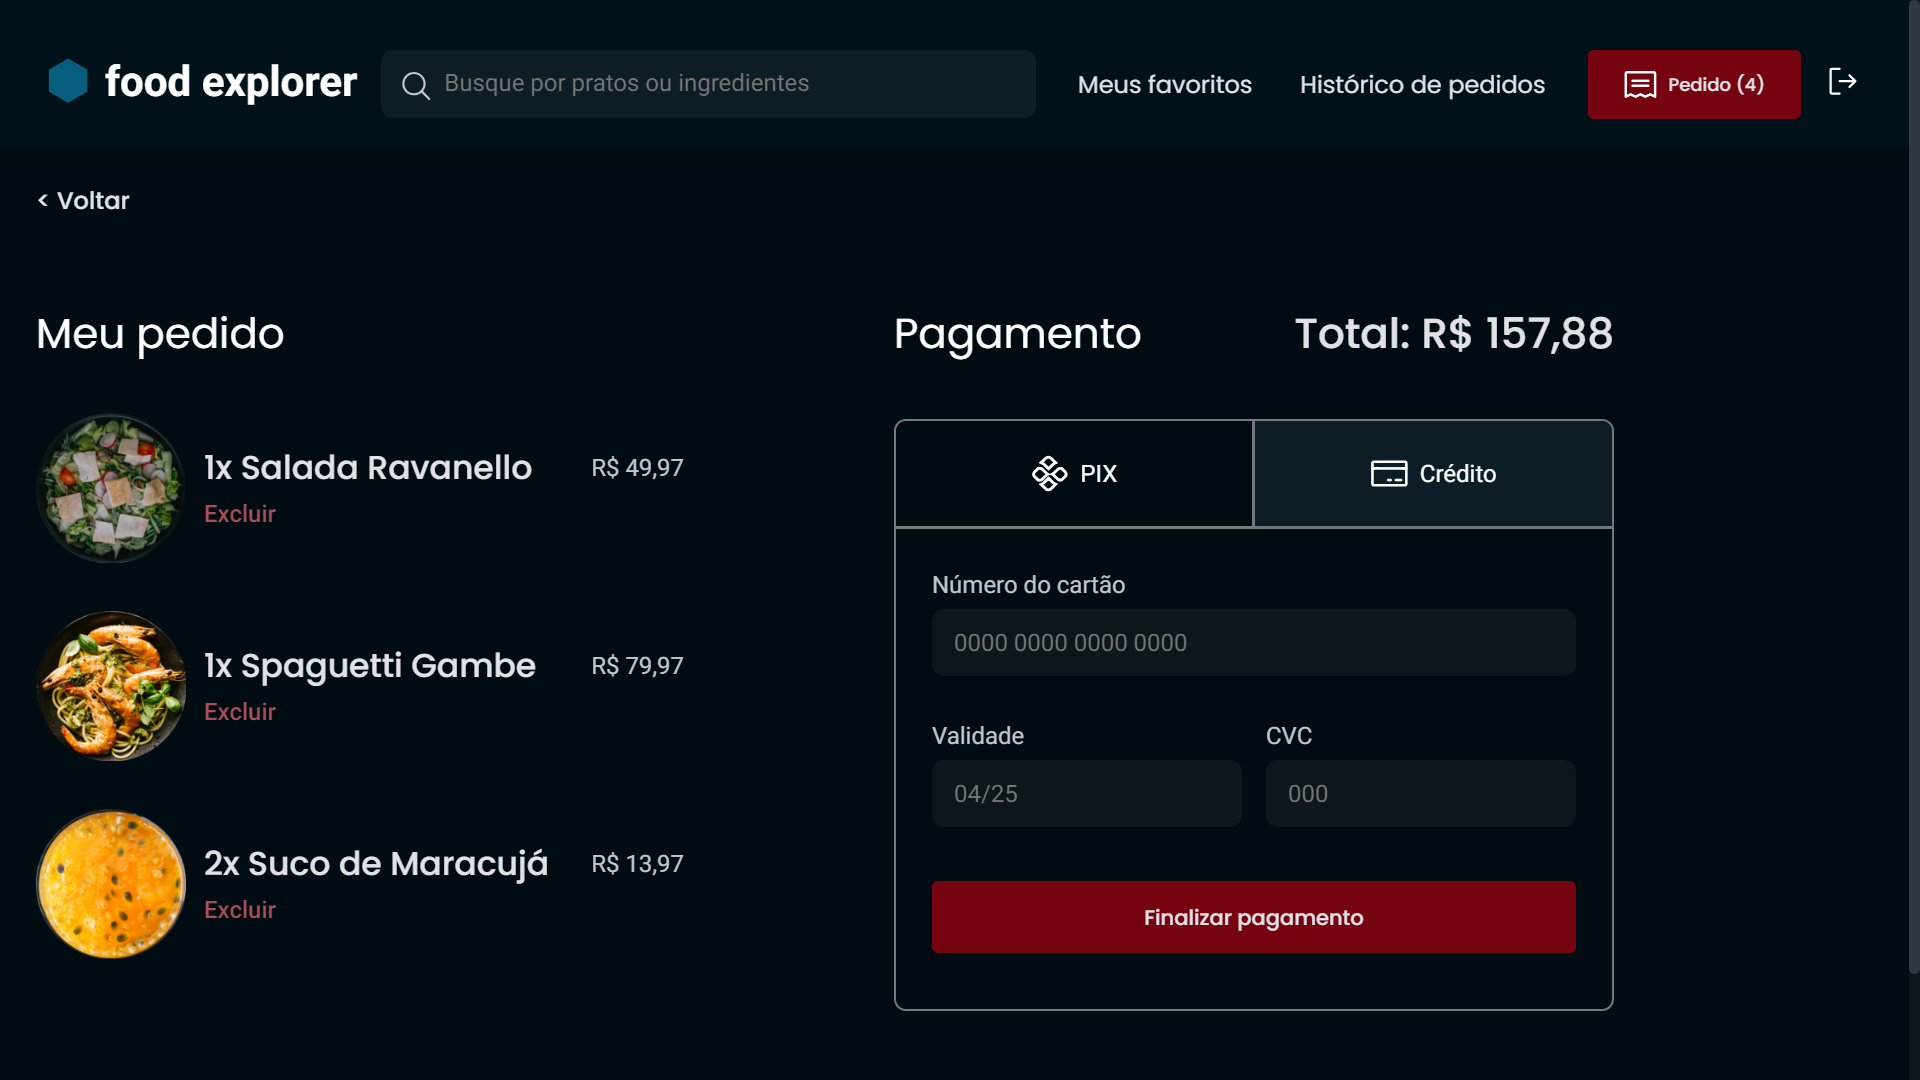 food explorer
Busque por pratos ou ingredientes
Meus favoritos
Histórico de pedidos
Pedido (4)
< Voltar
Meu pedido
1x Salada Ravanello
R$ 49,97
Excluir
1x Spaguetti Gambe
R$ 79,97
Excluir
2x Suco de Maracujá
R$ 13,97
Excluir
Pagamento
Total: R$ 157,88
PIX
Crédito
Número do cartão
0000 0000 0000 0000
Validade
CVC
04/25
000
Finalizar pagamento